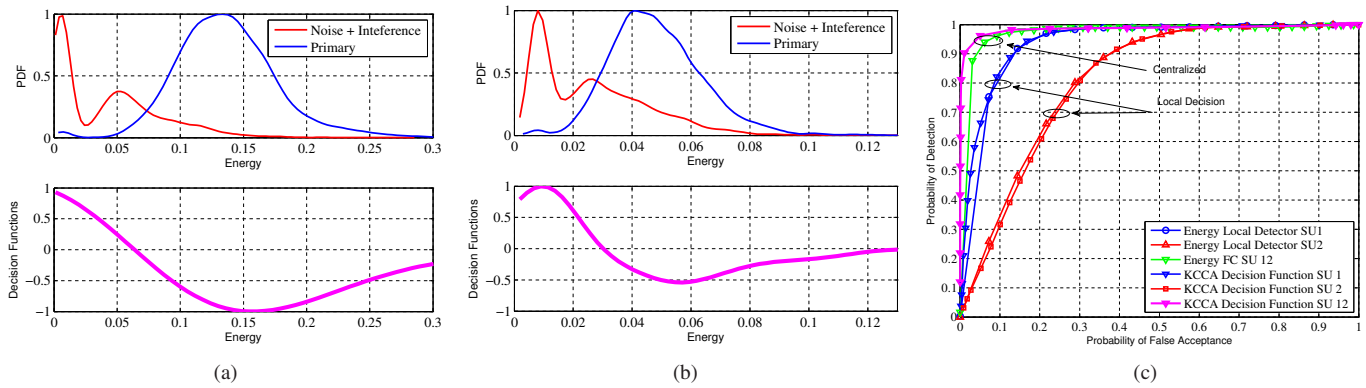 1
0.5
0
PDF
Noise + Inteference
Primary
0 0.05 0.1 0.15 0.2 0.25 0.3
Energy
1
0.5
0
−0.5
−1
Decision Functions
0 0.05 0.1 0.15 0.2 0.25 0.3
Energy
(a)
1
0.5
0
PDF
Noise + Inteference
Primary
0 0.02 0.04 0.06 0.08 0.10 0.12
Energy
1
0.5
0
−0.5
−1
Decision Functions
0 0.02 0.04 0.06 0.08 0.10 0.12
Energy
(b)
1
0.9
0.8
0.7
0.6
0.5
0.4
0.3
0.2
0.1
0
Probability of Detection
Centralized
Local Decision
Energy Local Detector SU1
Energy Local Detector SU2
Energy FC SU 12
KCCA Decision Function SU 1
KCCA Decision Function SU 2
KCCA Decision Function SU 12
0 0.1 0.2 0.3 0.4 0.5 0.6 0.7 0.8 0.9 1
Probability of False Acceptance
(c)